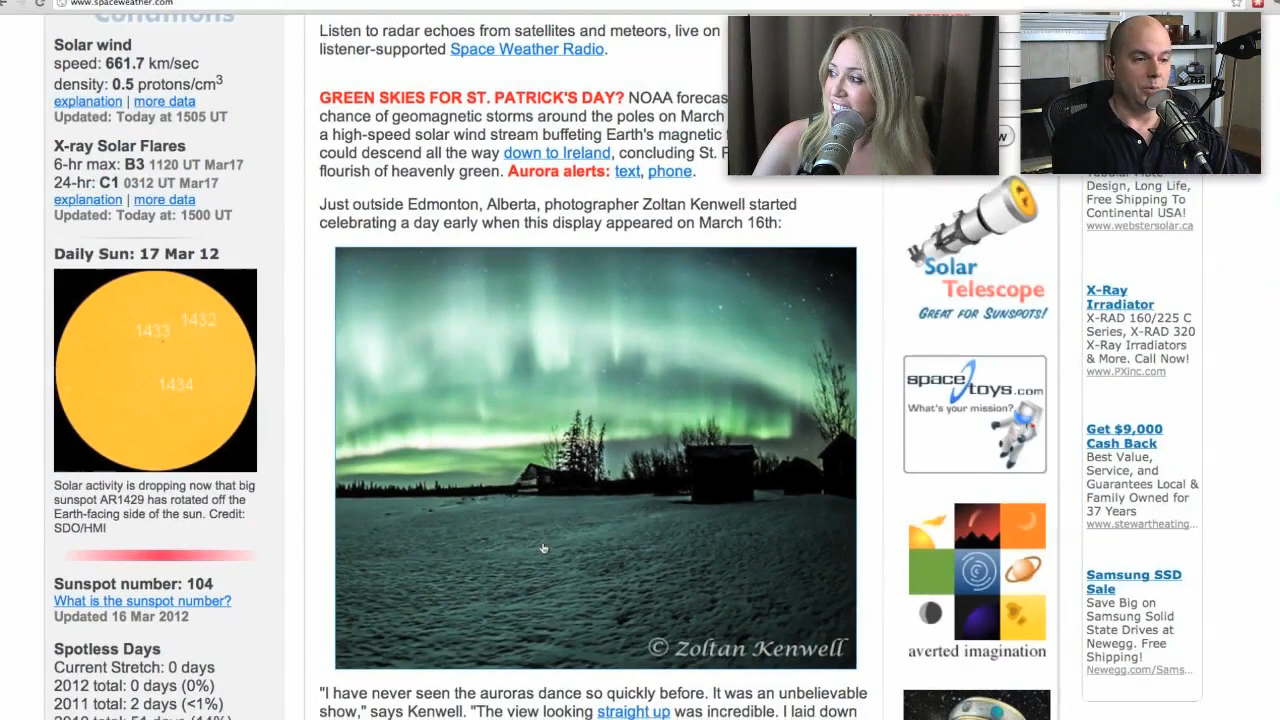 www.spaceweather.com
Conditions
Solar wind
speed: 661.7 km/sec
density: 0.5 protons/cm3
explanation | more data
Updated: Today at 1505 UT
X-ray Solar Flares
6-hr max: B3 1120 UT Mar17
24-hr: C1 0312 UT Mar17
explanation | more data
Updated: Today at: 1500 UT
Daily Sun: 17 Mar 12
1433
1432
1434
Solar activity is dropping now that big
sunspot AR1429 has rotated off the
Earth-facing side of the sun. Credit:
SDO/HMI
Sunspot number: 104
What is the sunspot number?
Updated 16 Mar 2012
Spotless Days
Current Stretch: 0 days
2012 total: 0 days (0%)
2011 total: 2 days (<1%)
2010 total: 51 days (14%)
Listen to radar echoes from satellites and meteors, live on
listener-supported Space Weather Radio.
GREEN SKIES FOR ST. PATRICK'S DAY? NOAA
chance of geomagnetic storms around the poles on March
a high-speed solar wind stream buffeting Earth's magnetic
could descend all the way down to Ireland, concluding St.
flourish of heavenly green. Aurora alerts: text, phone.
Just outside Edmonton, Alberta, photographer Zoltan Kenwell started
celebrating a day early when this display appeared on March 16th:
© Zoltan Kenwell
"I have never seen the auroras dance so quickly before. It was an unbelievable
show," says Kenwell. "The view looking straight up was incredible. I laid down
Solar
Telescope
GREAT FOR SUNSPOTS!
spacetoys.com
What's your mission?
averted imagination
Design, Long Life,
Free Shipping To
Continental USA!
www.webstersolar.ca
X-Ray
Irradiator
X-RAD 160/225 C
Series, X-RAD 320
X-Ray Irradiators
& More. Call Now!
www.PXinc.com
Get $9,000
Cash Back
Best Value,
Service, and
Guarantees Local &
Family Owned for
37 Years
www.stewartheating...
Samsung SSD
Sale
Save Big on
Samsung Solid
State Drives at
Newegg. Free
Shipping!
Newegg.com/Sams...